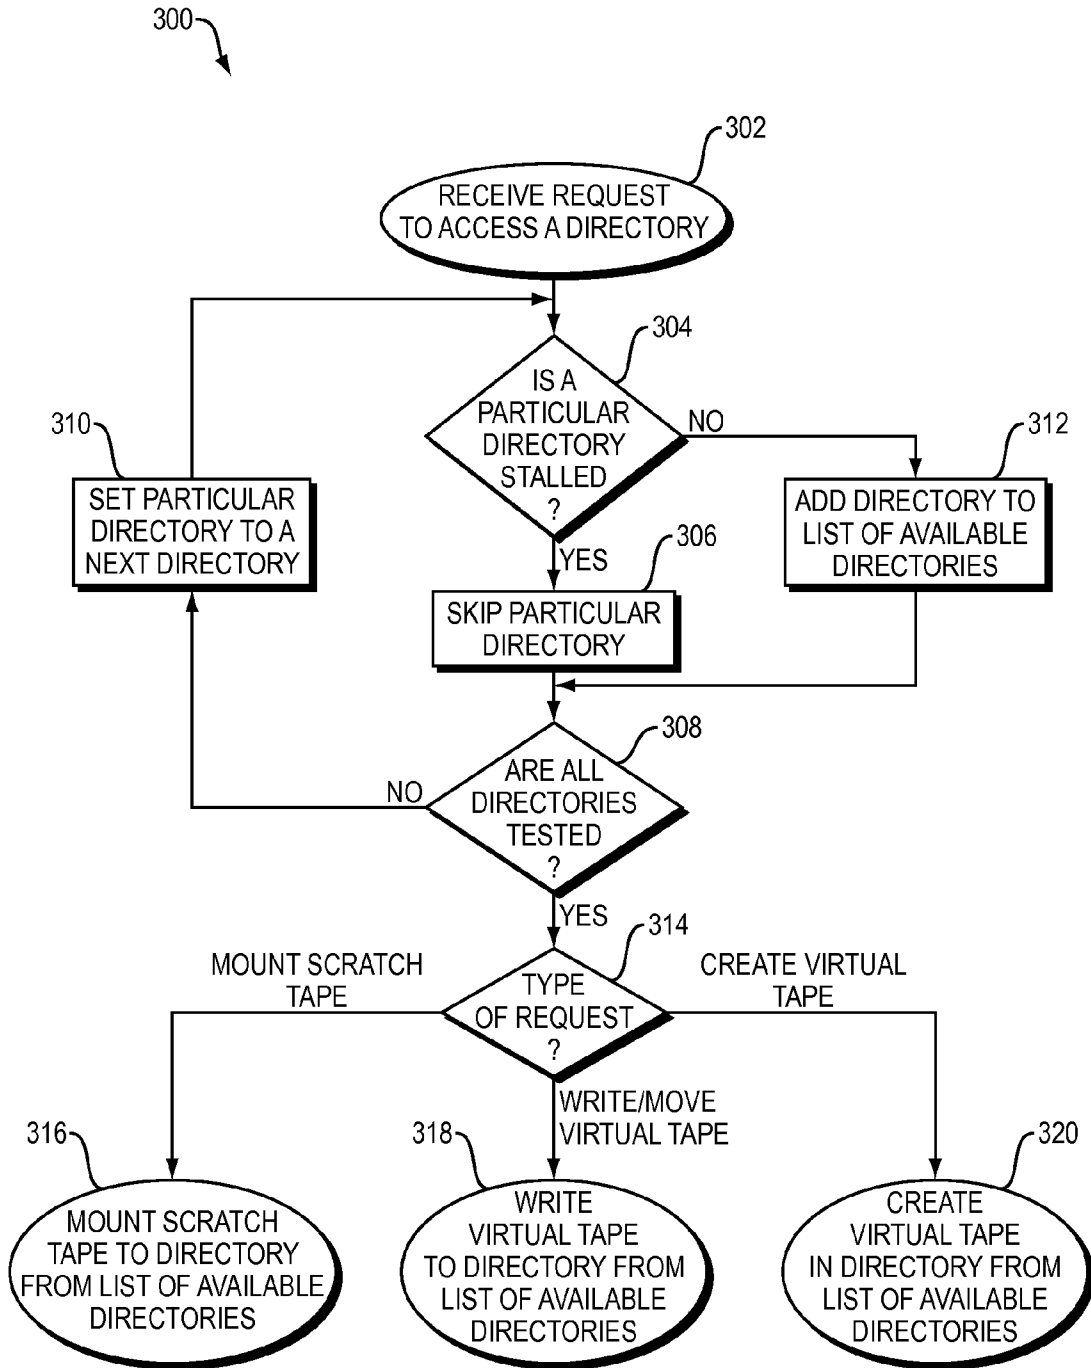 300
302
RECEIVE REQUEST
TO ACCESS A DIRECTORY
304
IS A
PARTICULAR
DIRECTORY
STALLED
?
NO
YES
310
SET PARTICULAR
DIRECTORY TO A
NEXT DIRECTORY
312
ADD DIRECTORY TO
LIST OF AVAILABLE
DIRECTORIES
306
SKIP PARTICULAR
DIRECTORY
308
ARE ALL
DIRECTORIES
TESTED
?
NO
YES
314
TYPE
OF REQUEST
?
MOUNT SCRATCH
TAPE
CREATE VIRTUAL
TAPE
WRITE/MOVE
VIRTUAL TAPE
316
MOUNT SCRATCH
TAPE TO DIRECTORY
FROM LIST OF AVAILABLE
DIRECTORIES
318
WRITE
VIRTUAL TAPE
TO DIRECTORY FROM
LIST OF AVAILABLE
DIRECTORIES
320
CREATE
VIRTUAL TAPE
IN DIRECTORY FROM
LIST OF AVAILABLE
DIRECTORIES